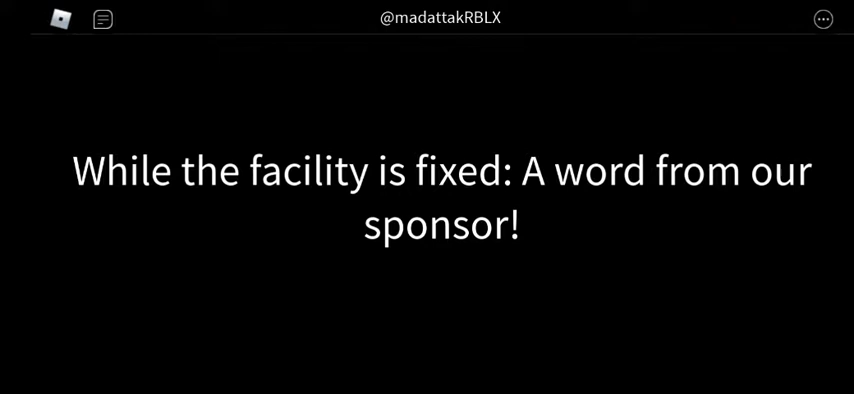 @madattakRBLX
While the facility is fixed: A word from our
sponsor!